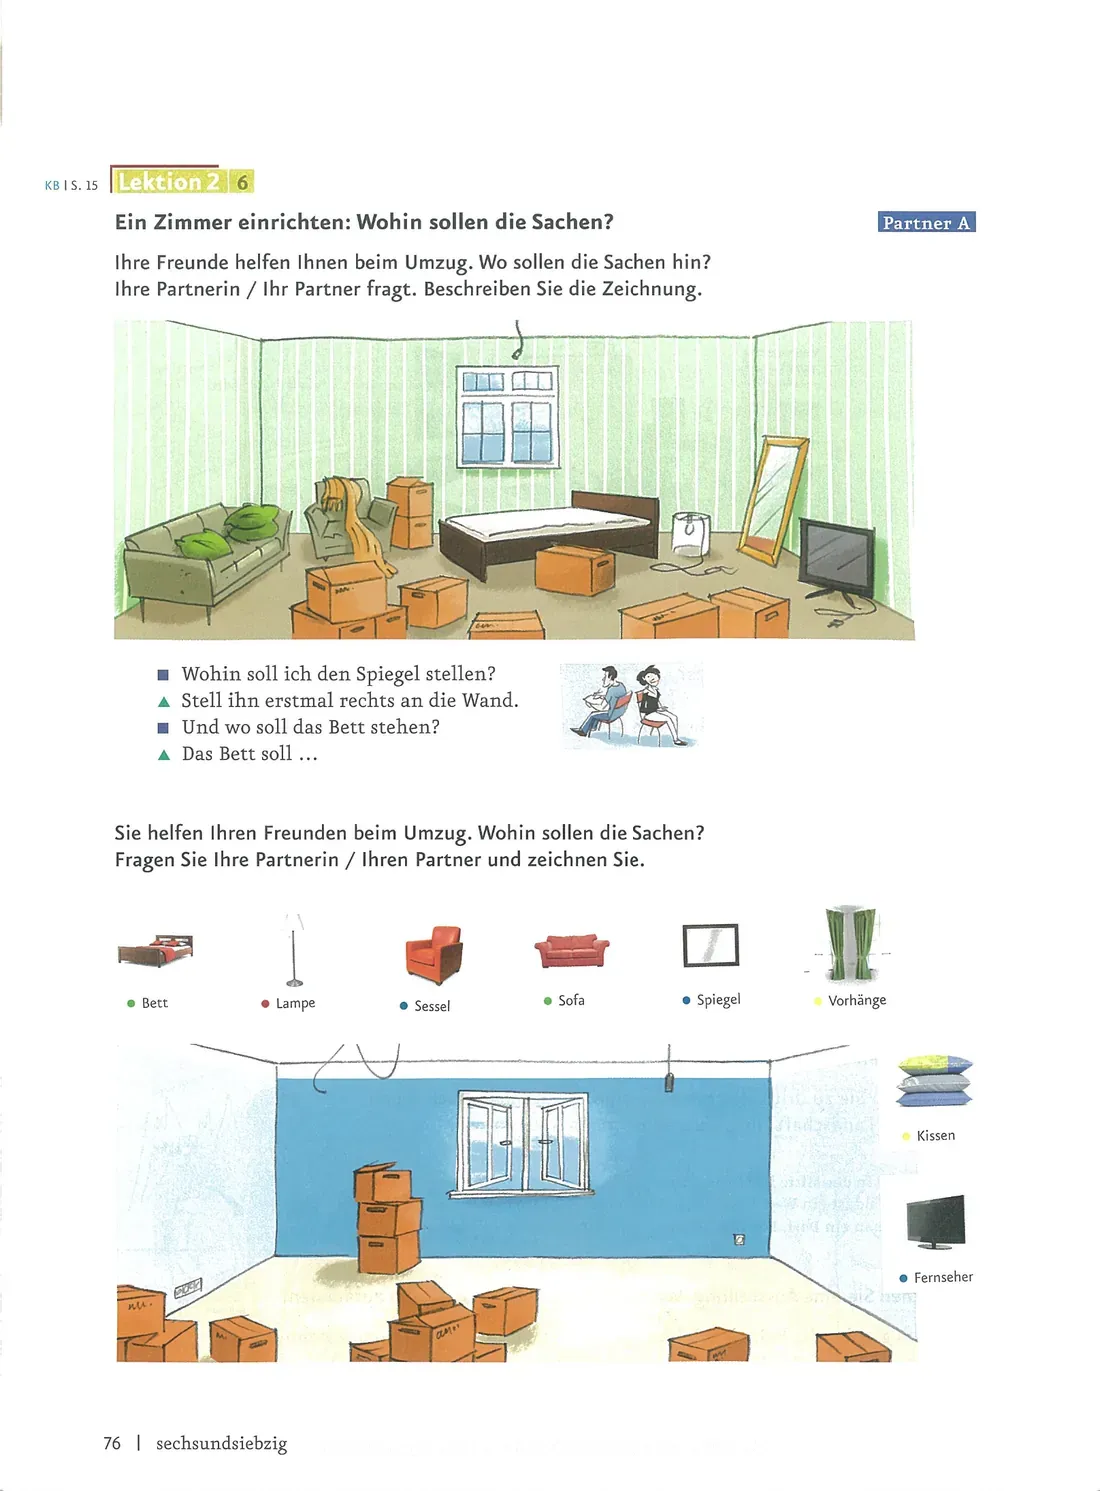 KB | S. 15 Lektion 2 6
Ein Zimmer einrichten: Wohin sollen die Sachen?
Partner A
Ihre Freunde helfen Ihnen beim Umzug. Wo sollen die Sachen hin?
Ihre Partnerin / Ihr Partner fragt. Beschreiben Sie die Zeichnung.
■ Wohin soll ich den Spiegel stellen?
▲ Stell ihn erstmal rechts an die Wand.
■ Und wo soll das Bett stehen?
▲ Das Bett soll ...
Sie helfen Ihren Freunden beim Umzug. Wohin sollen die Sachen?
Fragen Sie Ihre Partnerin / Ihren Partner und zeichnen Sie.
• Bett
• Lampe
• Sessel
• Sofa
• Spiegel
• Vorhänge
• Kissen
• Fernseher
76 | sechsundsiebzig